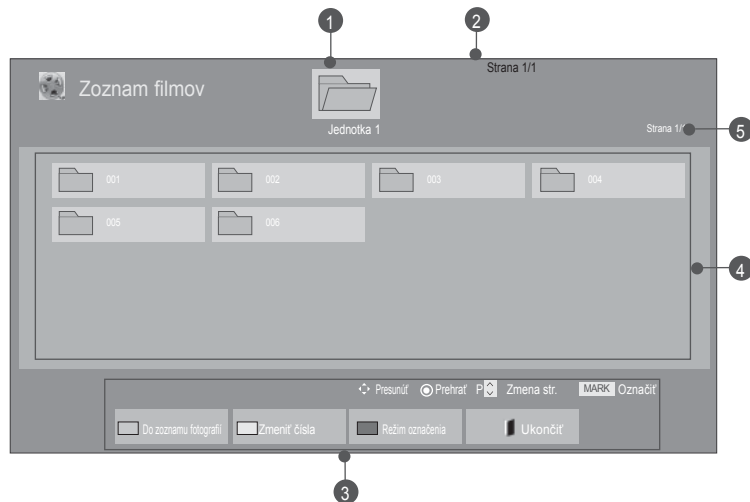 1
2
Strana 1/1
Zoznam filmov
Jednotka 1
Strana 1/1
5
001
002
003
004
005
006
4
Presunúť Prehrať P Zmena str. MARK Označiť
Do zoznamu fotografií Zmeniť čísla Režim označenia Ukončiť
3